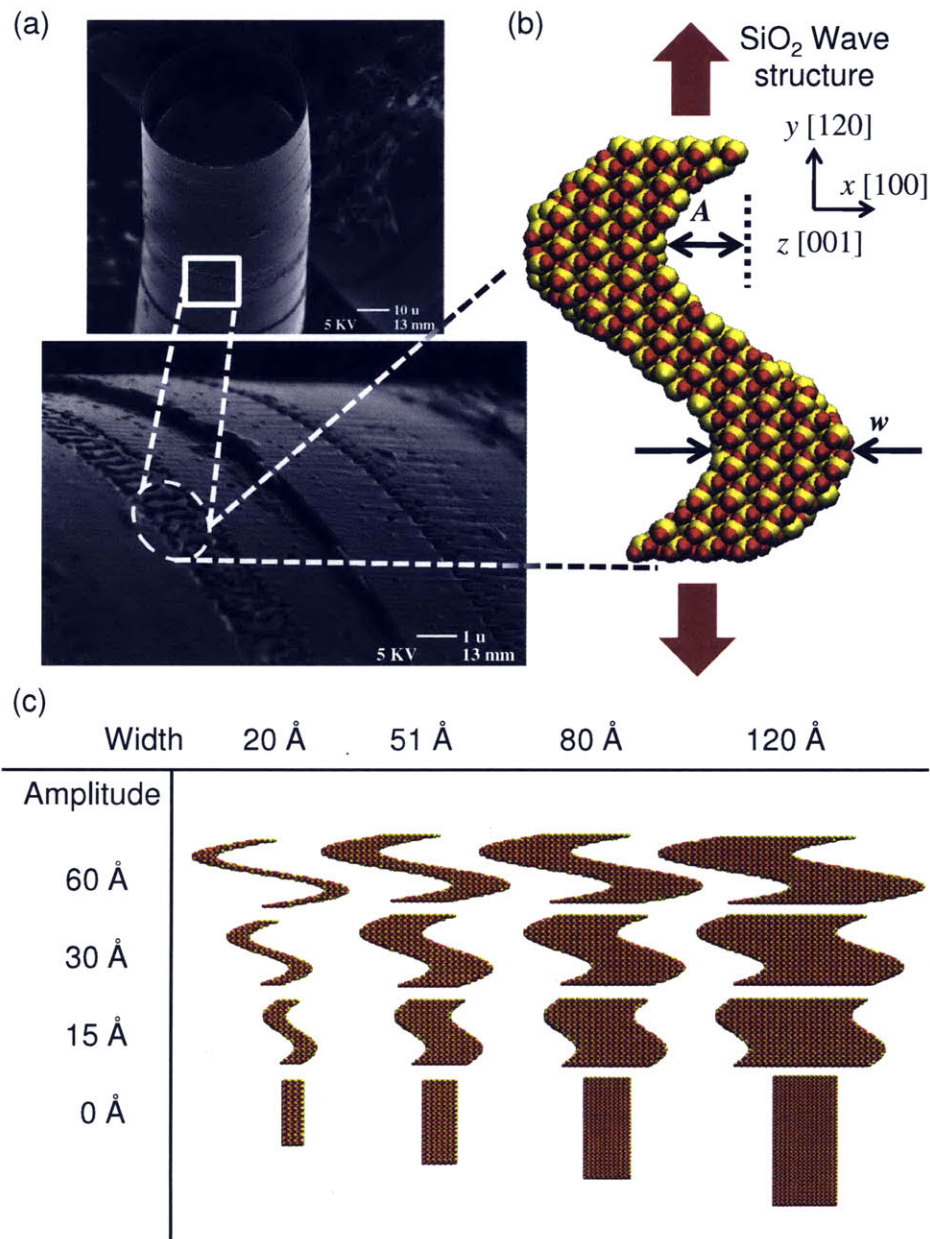 (a)
10 u
5 KV 13 mm
1 u
5 KV 13 mm
(b)
SiO₂ Wave
structure
y [120]
x [100]
z [001]
A
w
(c)
Width 20 Å 51 Å 80 Å 120 Å
Amplitude
60 Å
30 Å
15 Å
0 Å